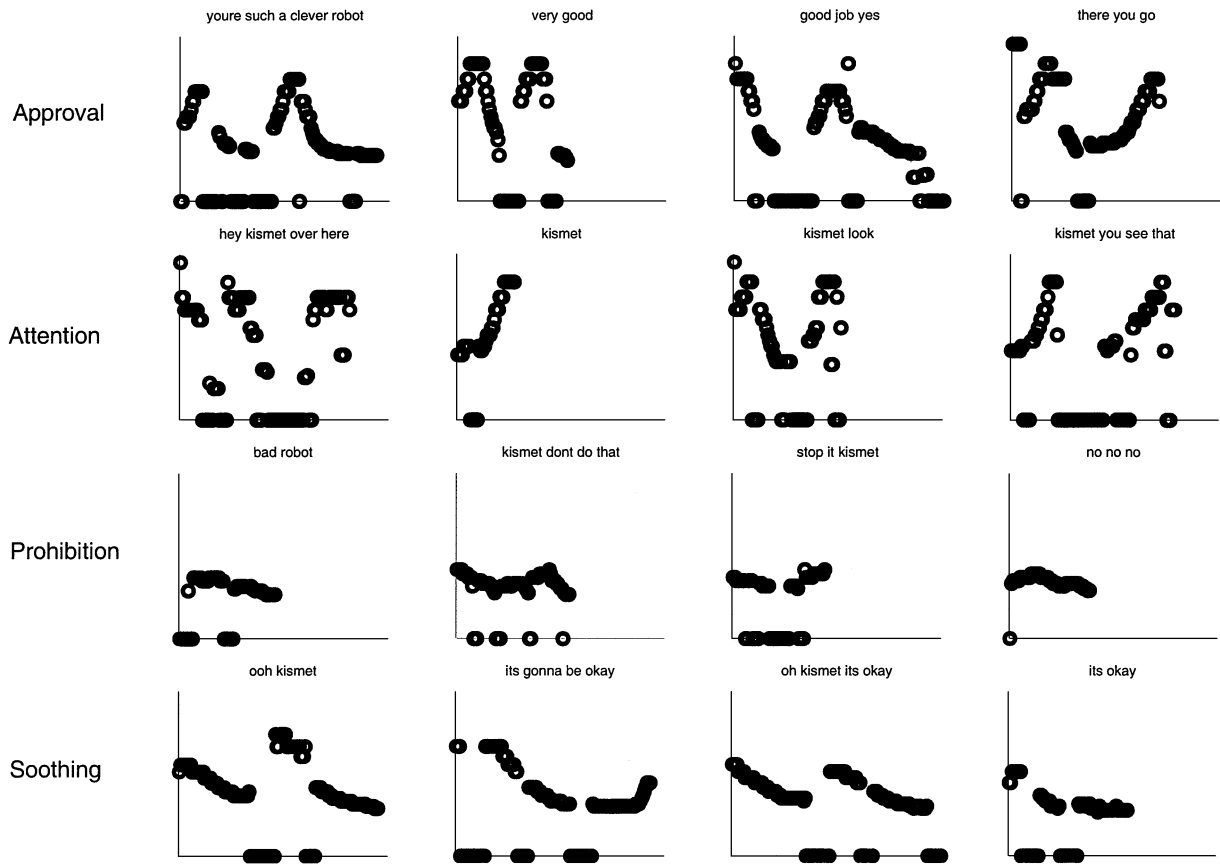 youre such a clever robot
very good
good job yes
there you go
Approval
hey kismet over here
kismet
kismet look
kismet you see that
Attention
bad robot
kismet dont do that
stop it kismet
no no no
Prohibition
ooh kismet
its gonna be okay
oh kismet its okay
its okay
Soothing